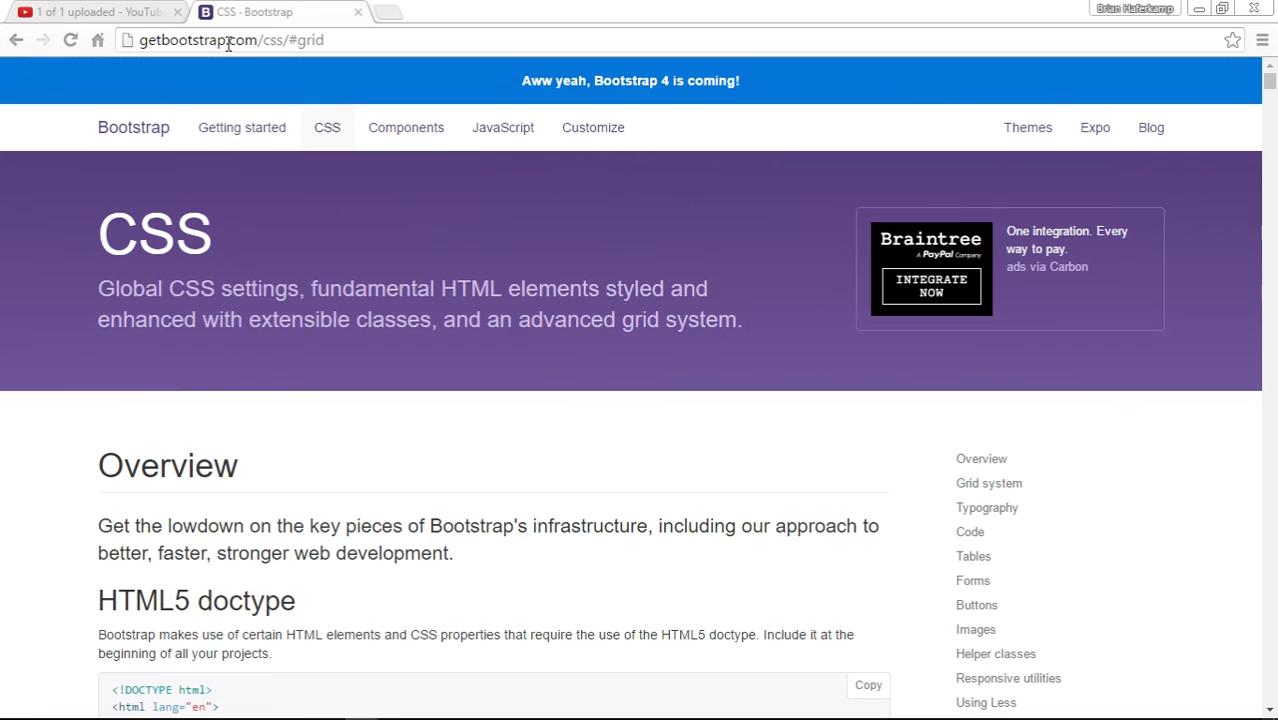 1 of 1 uploaded - YouTu
CSS · Bootstrap
Brian Haferkamp
getbootstrap.com/css/#grid
Aww yeah, Bootstrap 4 is coming!
Bootstrap Getting started CSS Components JavaScript Customize Themes Expo Blog
CSS
Global CSS settings, fundamental HTML elements styled and
enhanced with extensible classes, and an advanced grid system.
Braintree
A PayPal Company
INTEGRATE
NOW
One integration. Every
way to pay.
ads via Carbon
Overview
Get the lowdown on the key pieces of Bootstrap's infrastructure, including our approach to
better, faster, stronger web development.
HTML5 doctype
Bootstrap makes use of certain HTML elements and CSS properties that require the use of the HTML5 doctype. Include it at the
beginning of all your projects.
Copy
<!DOCTYPE html>
<html lang="en">
Overview
Grid system
Typography
Code
Tables
Forms
Buttons
Images
Helper classes
Responsive utilities
Using Less